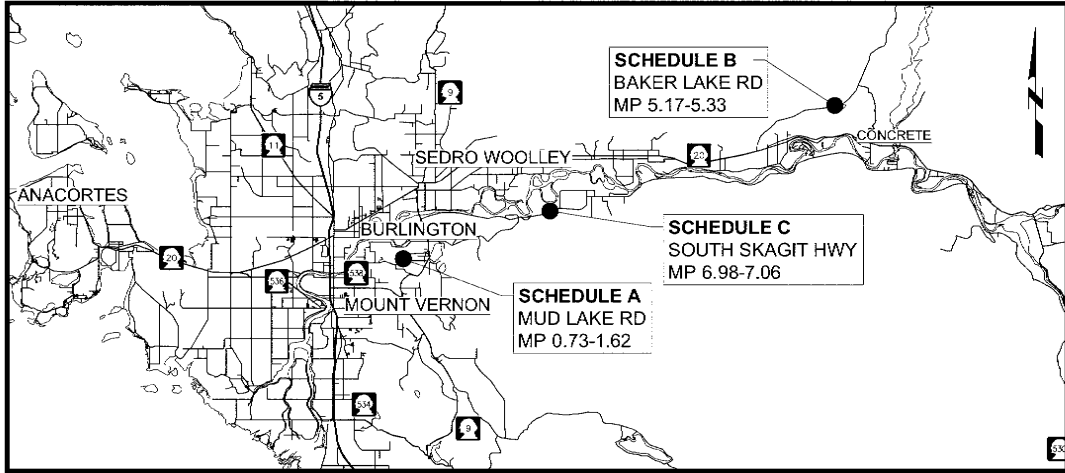 SCHEDULE B
BAKER LAKE RD
MP 5.17-5.33
5
9
11
SEDRO WOOLLEY
20
CONCRETE
ANACORTES
BURLINGTON
SCHEDULE C
SOUTH SKAGIT HWY
MP 6.98-7.06
20
536
538
MOUNT VERNON
SCHEDULE A
MUD LAKE RD
MP 0.73-1.62
534
9
530